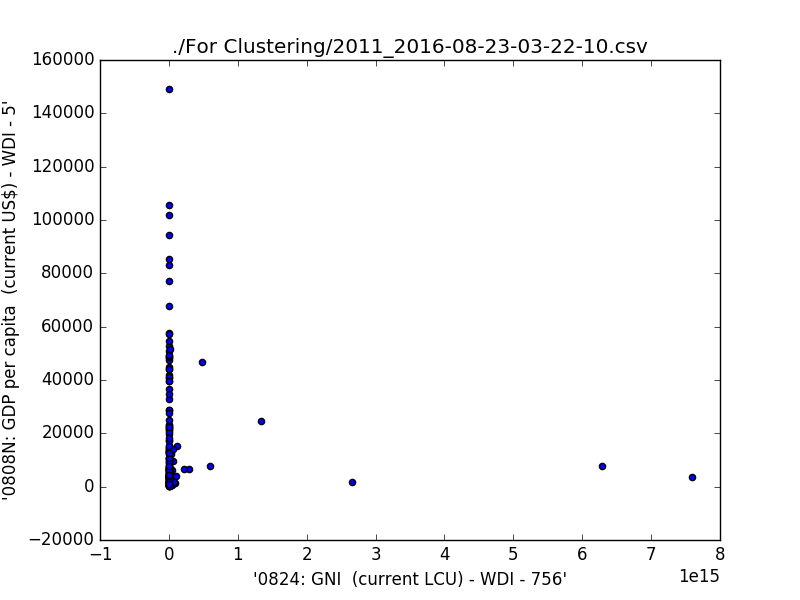 ./For Clustering/2011_2016-08-23-03-22-10.csv
160000
140000
120000
100000
80000
60000
40000
20000
0
−20000
'0808N: GDP per capita  (current US$) - WDI - 5'
−1 0 1 2 3 4 5 6 7 8
1e15
'0824: GNI  (current LCU) - WDI - 756'